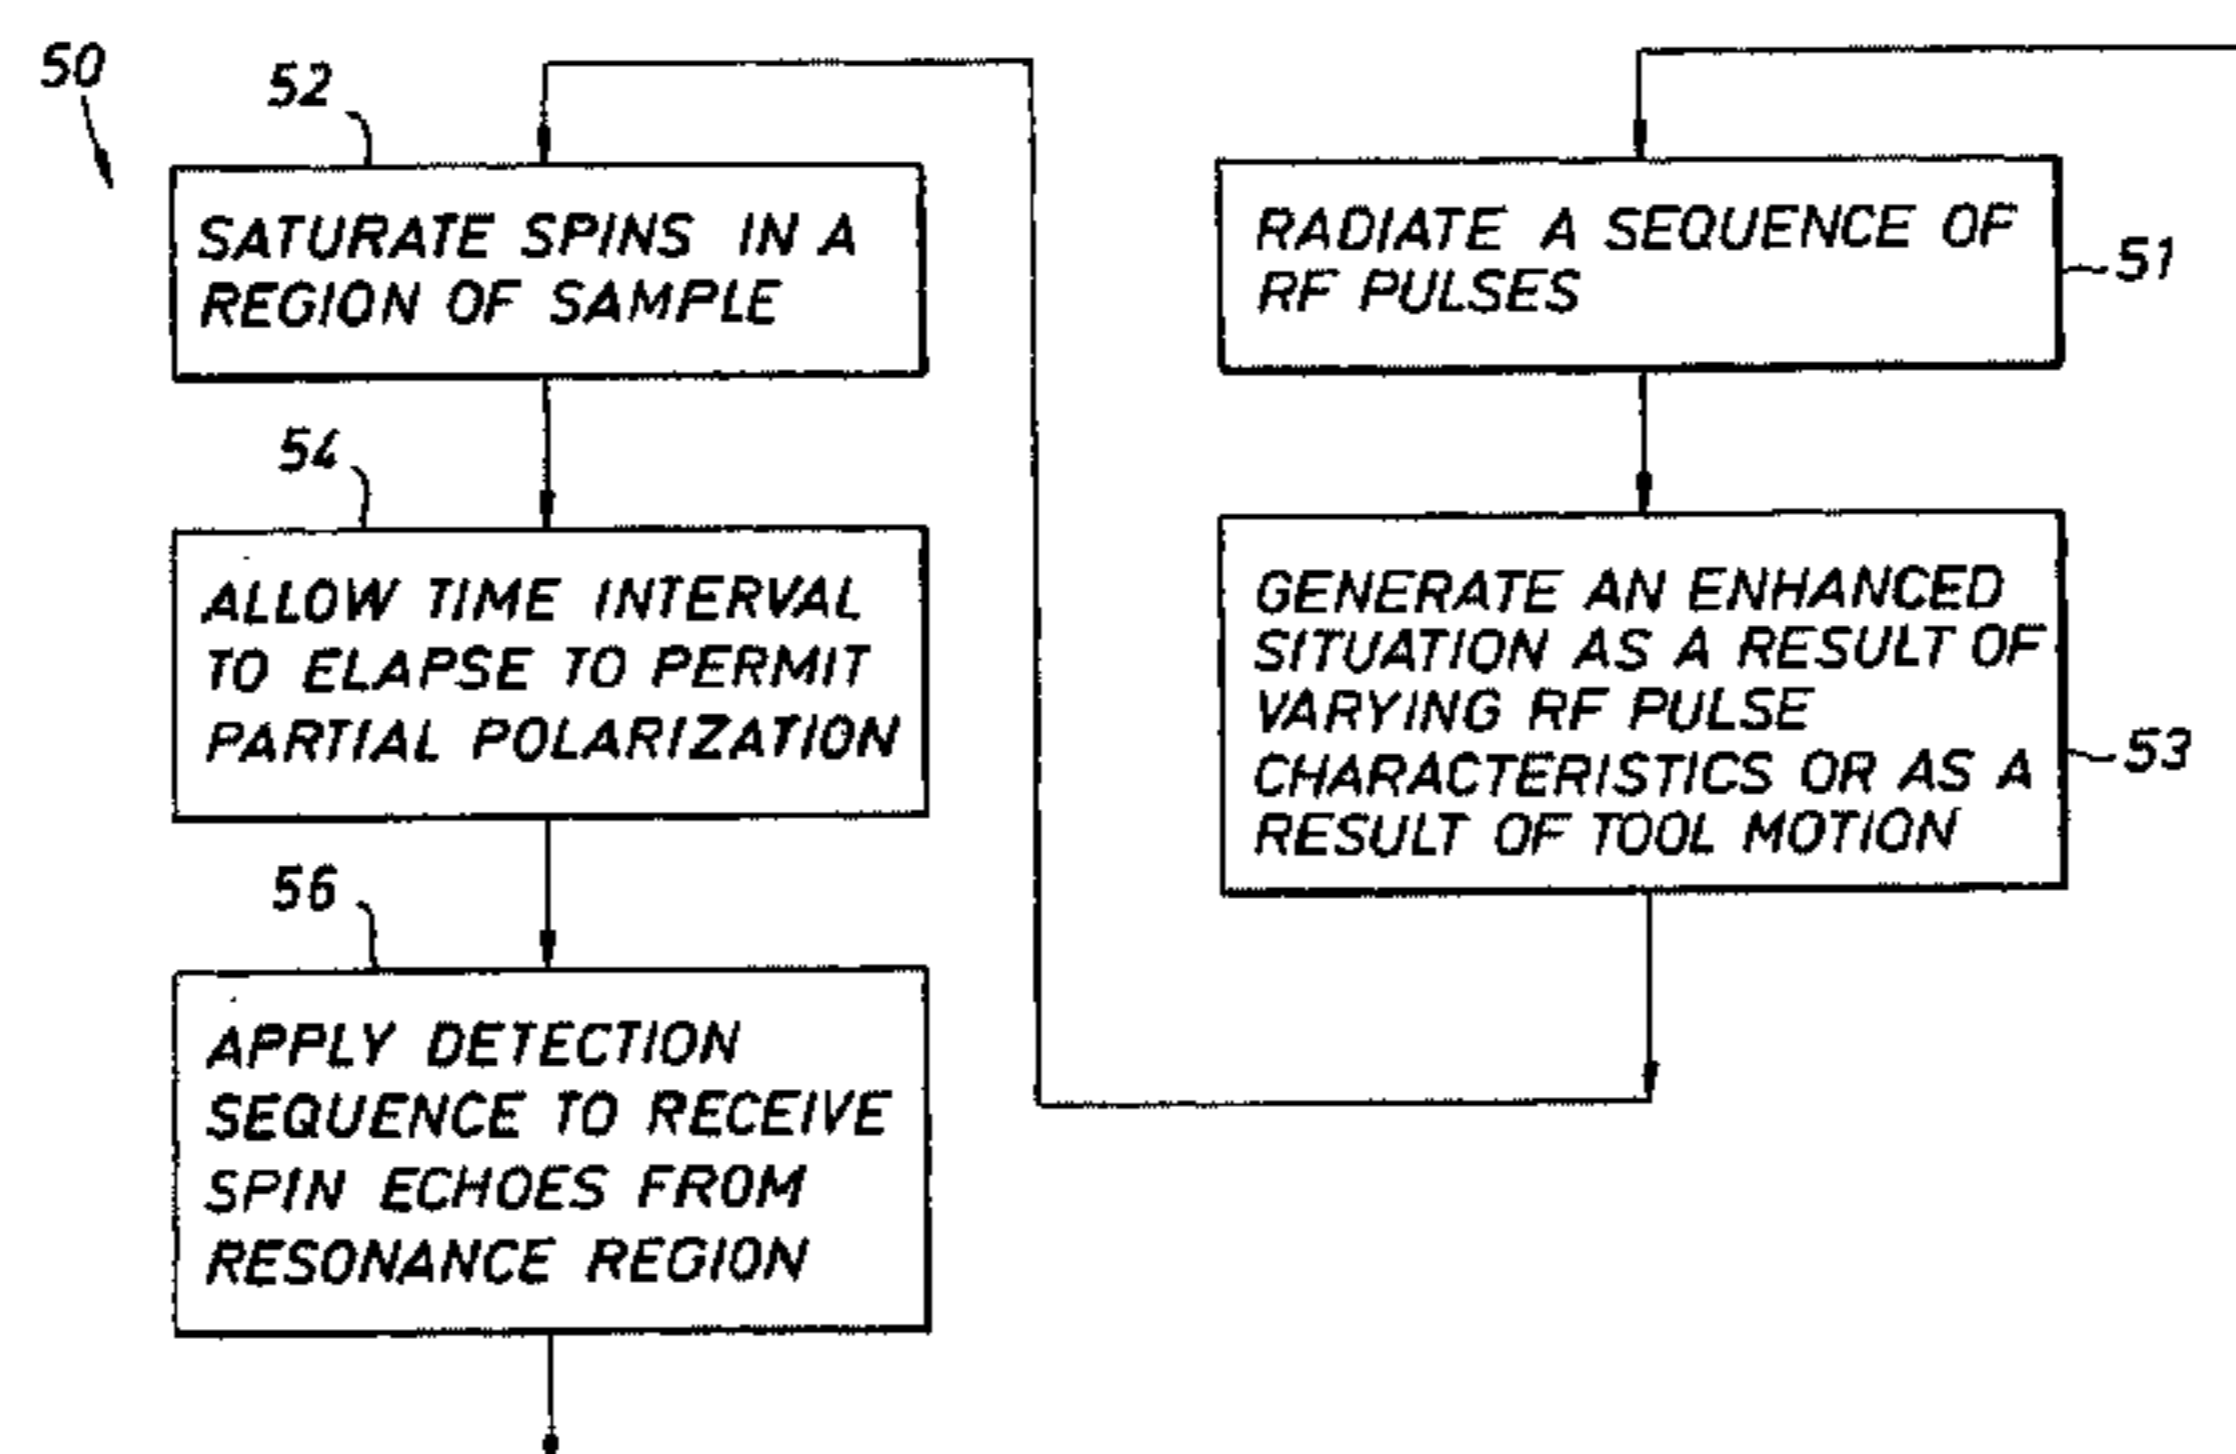 50
52
SATURATE SPINS IN A
REGION OF SAMPLE
54
ALLOW TIME INTERVAL
TO ELAPSE TO PERMIT
PARTIAL POLARIZATION
56
APPLY DETECTION
SEQUENCE TO RECEIVE
SPIN ECHOES FROM
RESONANCE REGION
RADIATE A SEQUENCE OF
RF PULSES
51
GENERATE AN ENHANCED
SITUATION AS A RESULT OF
VARYING RF PULSE
CHARACTERISTICS OR AS A
RESULT OF TOOL MOTION
53